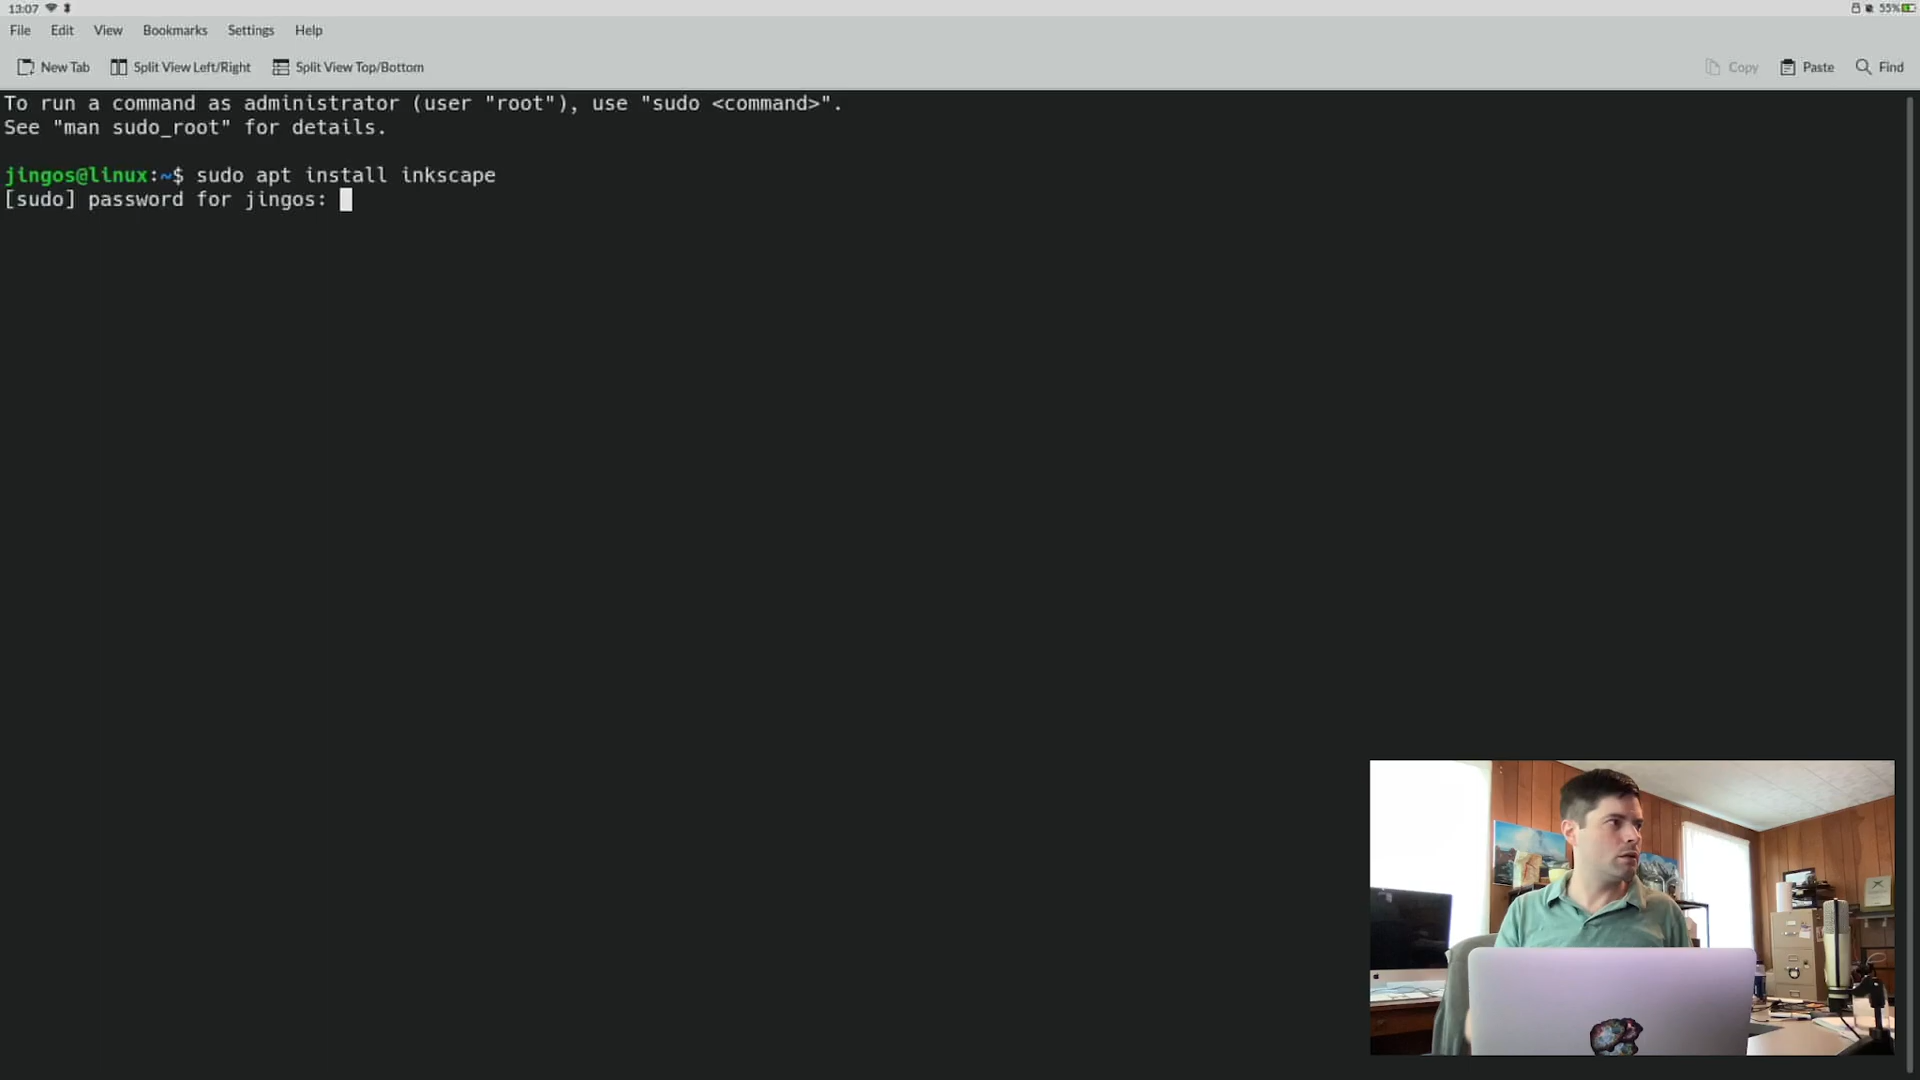 13:07 55%
File Edit View Bookmarks Settings Help
New Tab Split View Left/Right Split View Top/Bottom Copy Paste Find
To run a command as administrator (user "root"), use "sudo <command>".
See "man sudo_root" for details.
jingos@linux:~$ sudo apt install inkscape
[sudo] password for jingos: